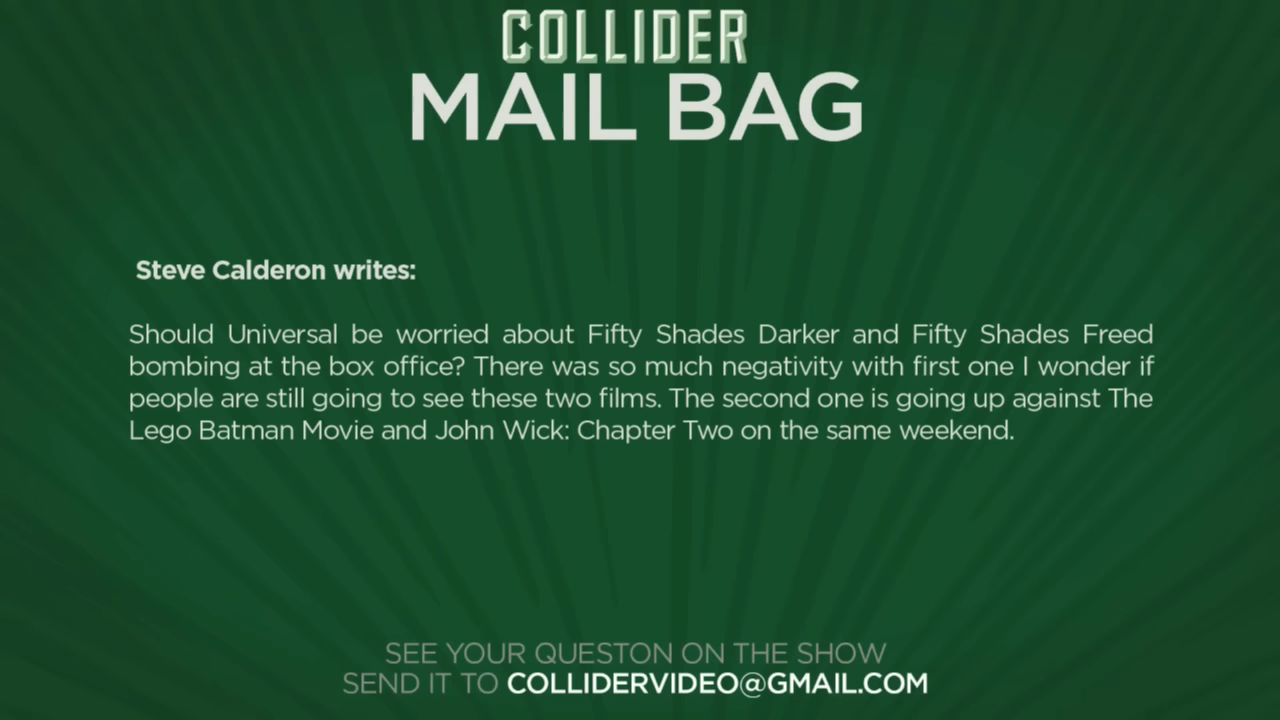 COLLIDER
MAIL BAG
Steve Calderon writes:
Should Universal be worried about Fifty Shades Darker and Fifty Shades Freed
bombing at the box office? There was so much negativity with first one I wonder if
people are still going to see these two films. The second one is going up against The
Lego Batman Movie and John Wick: Chapter Two on the same weekend.
SEE YOUR QUESTON ON THE SHOW
SEND IT TO COLLIDERVIDEO@GMAIL.COM